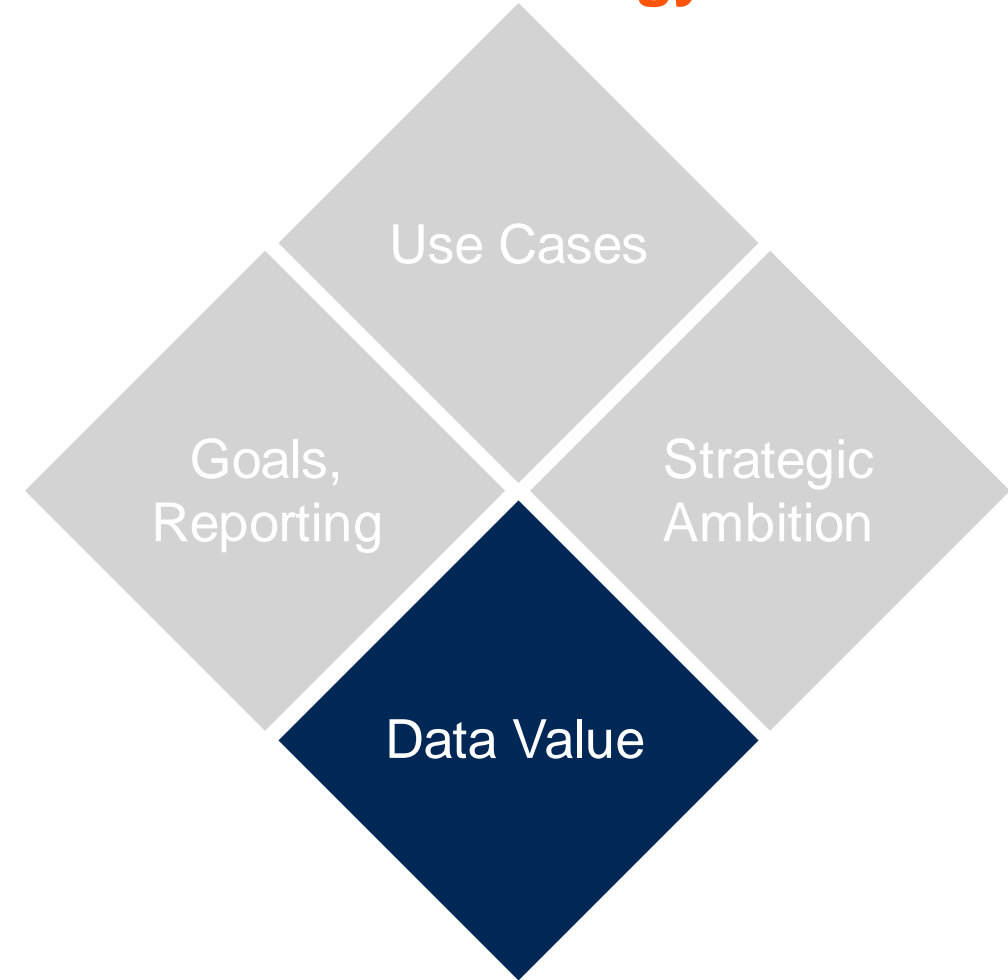 Use Cases
Goals,
Reporting
Strategic
Ambition
Data Value